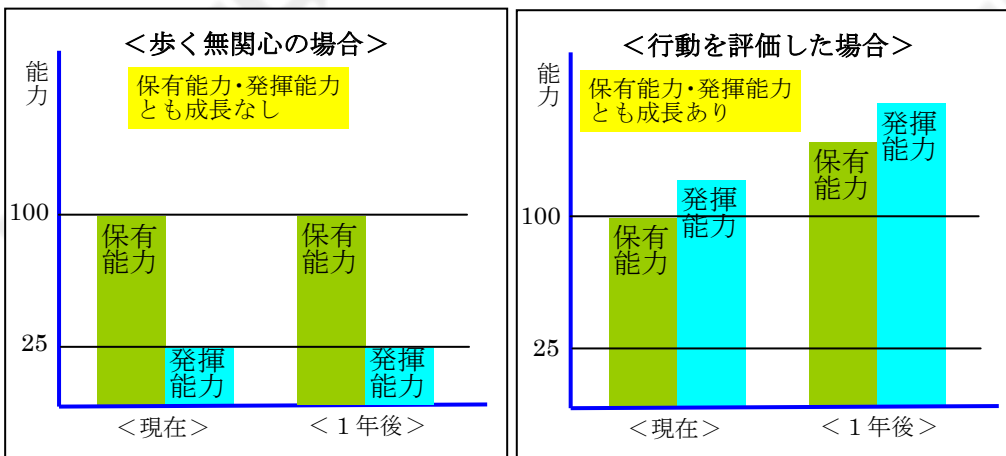 ＜歩く無関心の場合＞
能
力
保有能力・発揮能力
とも成長なし
100
25
保有
能力
発揮
能力
保有
能力
発揮
能力
＜現在＞
＜１年後＞
＜行動を評価した場合＞
能
力
保有能力・発揮能力
とも成長あり
100
25
保有
能力
発揮
能力
保有
能力
発揮
能力
＜現在＞
＜１年後＞